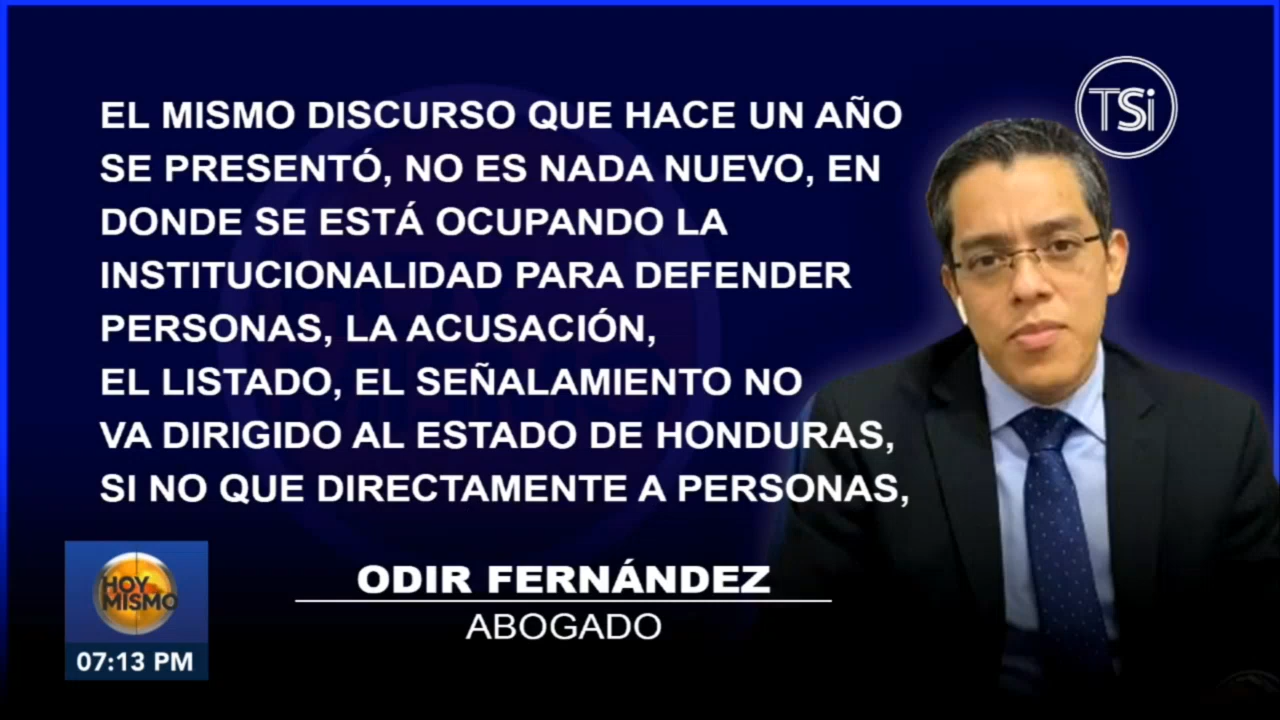 TSi
EL MISMO DISCURSO QUE HACE UN AÑO
SE PRESENTÓ, NO ES NADA NUEVO, EN
DONDE SE ESTÁ OCUPANDO LA
INSTITUCIONALIDAD PARA DEFENDER
PERSONAS, LA ACUSACIÓN,
EL LISTADO, EL SEÑALAMIENTO NO
VA DIRIGIDO AL ESTADO DE HONDURAS,
SI NO QUE DIRECTAMENTE A PERSONAS,
ODIR FERNÁNDEZ
ABOGADO
HOY
MISMO
07:13 PM